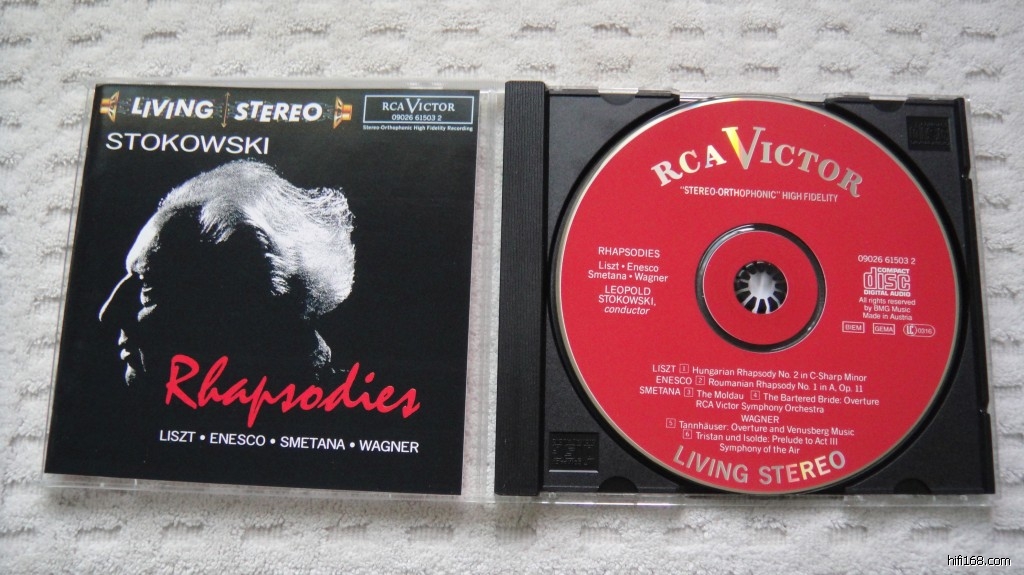 LIVING STEREO
RCA VICTOR
09026 61503 2
Stereo-Orthophonic High Fidelity Recording
STOKOWSKI
Rhapsodies
LISZT • ENESCO • SMETANA • WAGNER
RCA VICTOR
"STEREO-ORTHOPHONIC" HIGH FIDELITY
RHAPSODIES
Liszt • Enesco
Smetana • Wagner
LEOPOLD
STOKOWSKI,
conductor
09026 61503 2
COMPACT
disc
DIGITAL AUDIO
All rights reserved
by BMG Music
Made in Austria
BIEM GEMA LC 0316
LISZT 1 Hungarian Rhapsody No. 2 in C-Sharp Minor
ENESCO 2 Roumanian Rhapsody No. 1 in A, Op. 11
SMETANA 3 The Moldau 4 The Bartered Bride: Overture
RCA Victor Symphony Orchestra
WAGNER
5 Tannhäuser: Overture and Venusberg Music
6 Tristan und Isolde: Prelude to Act III
Symphony of the Air
LIVING STEREO
hifi168.com